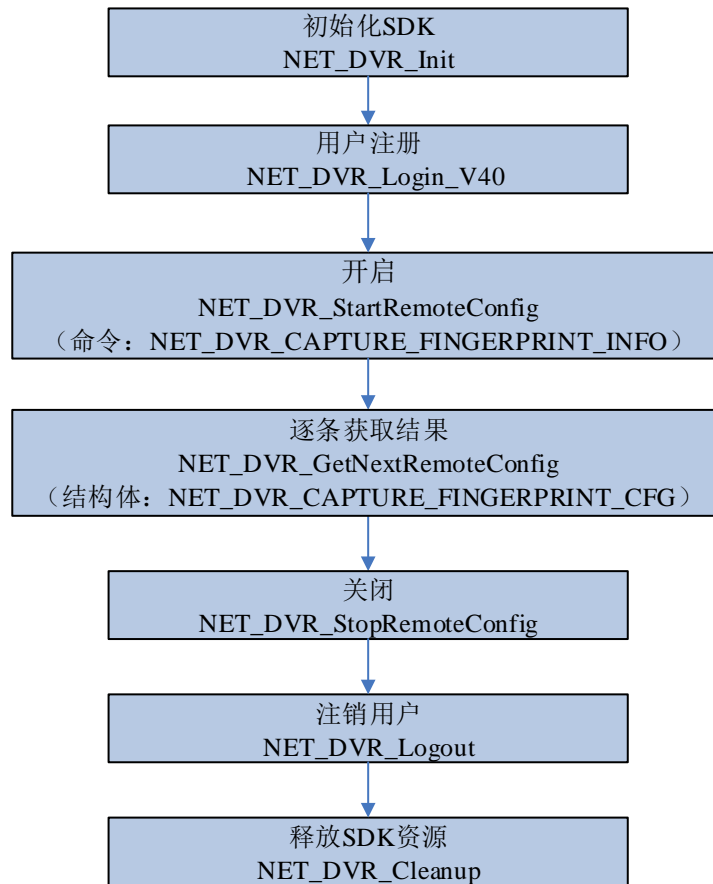 初始化SDK
NET_DVR_Init
用户注册
NET_DVR_Login_V40
开启
NET_DVR_StartRemoteConfig
（命令：NET_DVR_CAPTURE_FINGERPRINT_INFO）
逐条获取结果
NET_DVR_GetNextRemoteConfig
（结构体：NET_DVR_CAPTURE_FINGERPRINT_CFG）
关闭
NET_DVR_StopRemoteConfig
注销用户
NET_DVR_Logout
释放SDK资源
NET_DVR_Cleanup